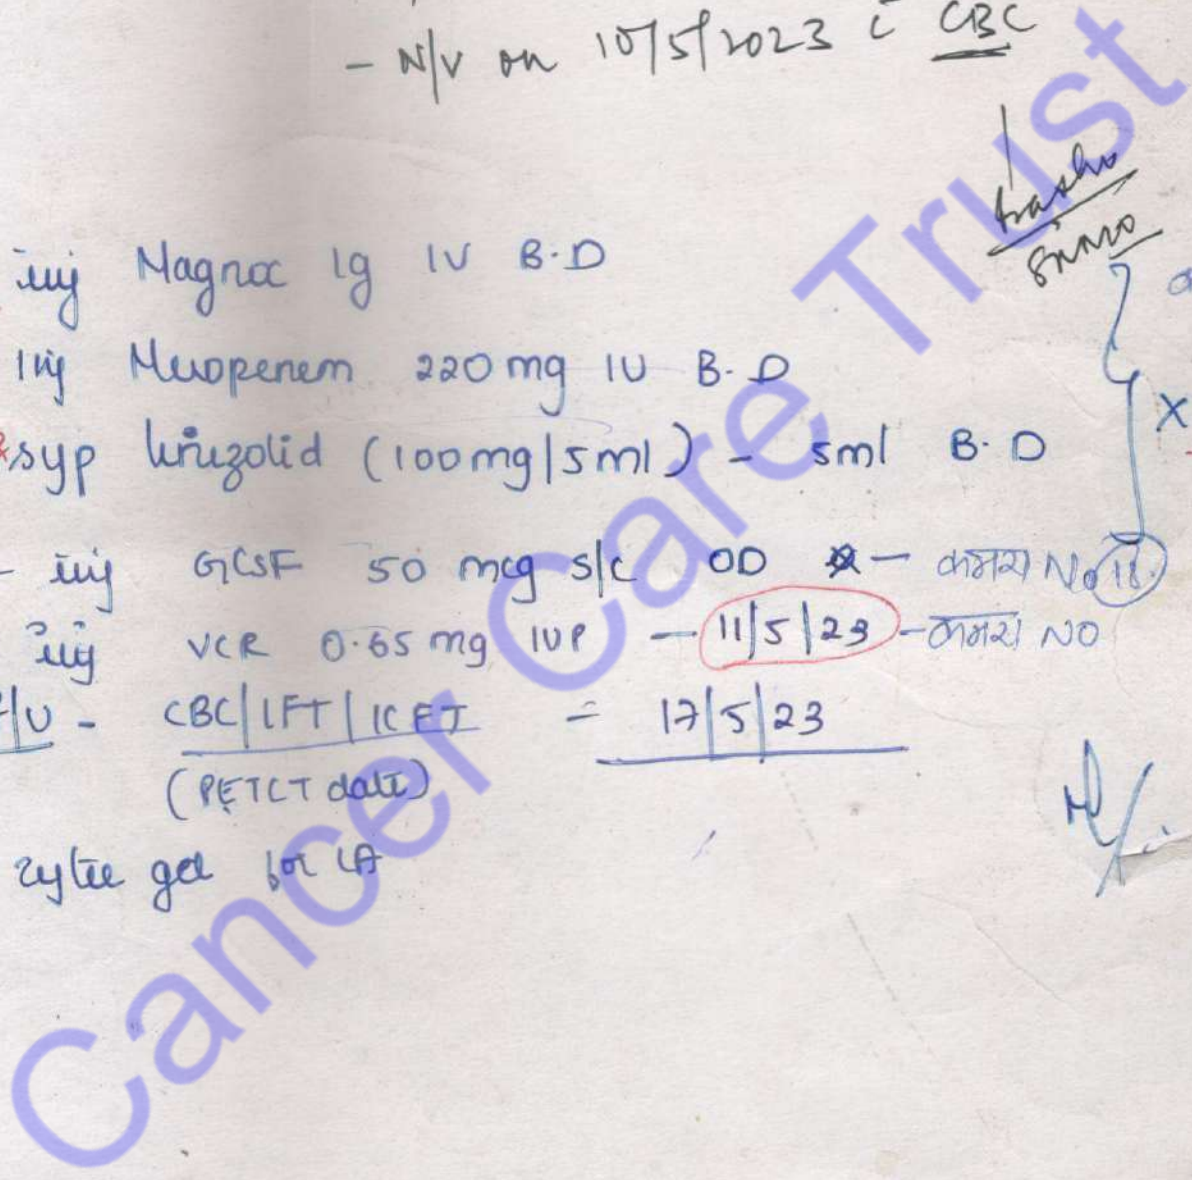 - N/V on 10/5/2023 c̄ CBC
inj Magnex 1g IV B.D
inj Meropenem 220 mg IV B.D
syp linezolid (100mg/5ml) - 5ml B.D
- inj GCSF 50 mcg s/c OD - कमरा No 18
inj VCR 0.65 mg IVP - 11/5/23 - कमरा NO
F/U - CBC/LFT/KFT = 17/5/23
(PETCT date)
zytee gel for LA
Cancer Care Trust